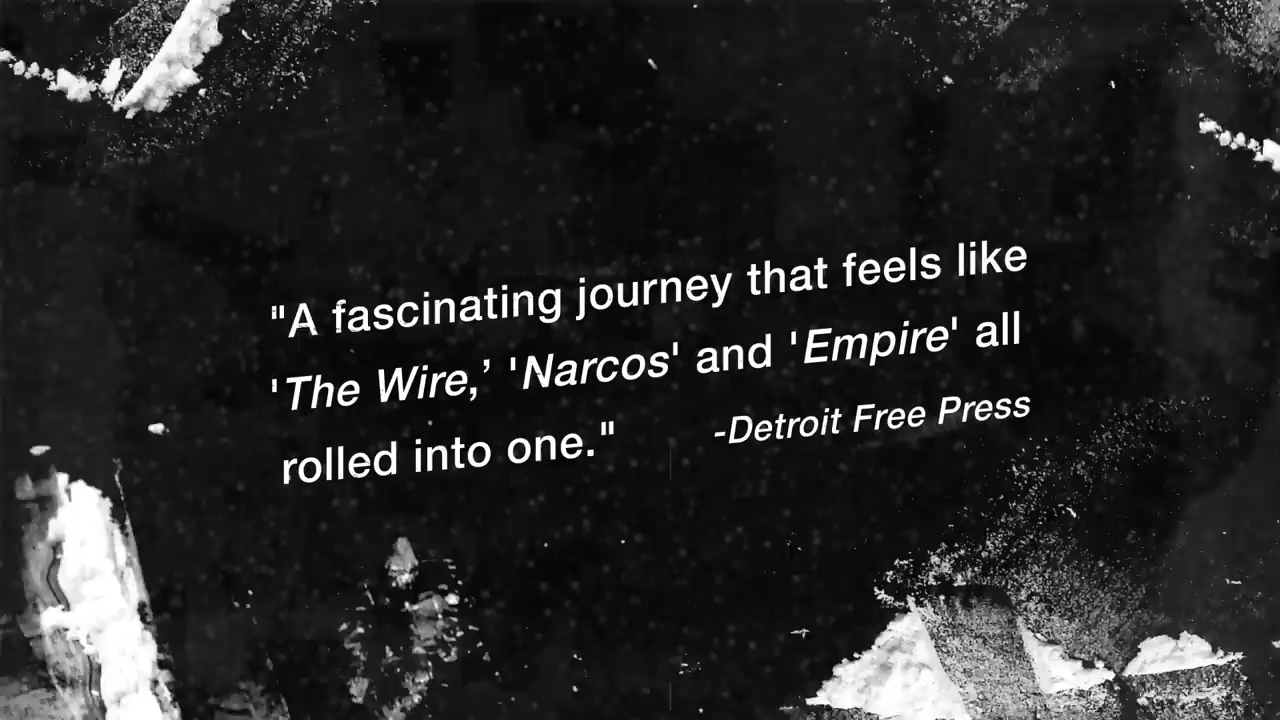 "A fascinating journey that feels like
'The Wire,’ 'Narcos' and 'Empire' all
rolled into one."
-Detroit Free Press